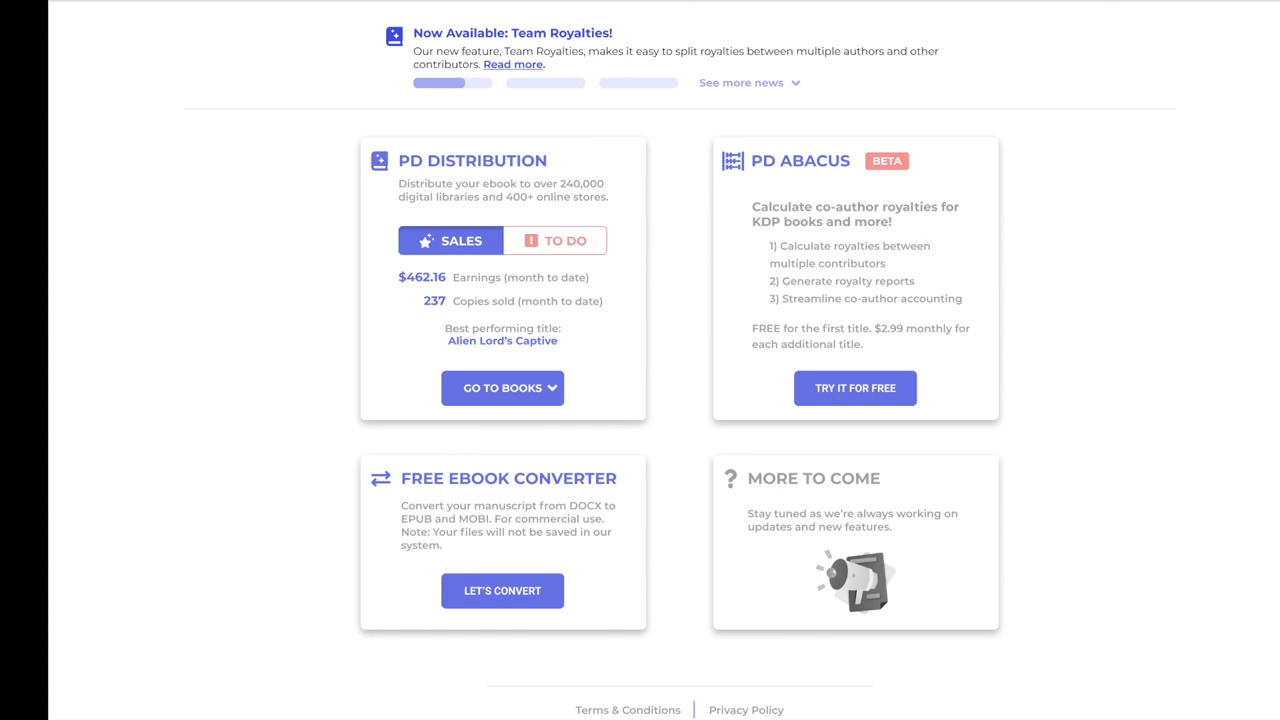 Now Available: Team Royalties!
Our new feature, Team Royalties, makes it easy to split royalties between multiple authors and other
contributors. Read more.
See more news
PD DISTRIBUTION
Distribute your ebook to over 240,000
digital libraries and 400+ online stores.
SALES
TO DO
$462.16 Earnings (month to date)
237 Copies sold (month to date)
Best performing title:
Alien Lord's Captive
GO TO BOOKS
PD ABACUS BETA
Calculate co-author royalties for
KDP books and more!
1) Calculate royalties between
multiple contributors
2) Generate royalty reports
3) Streamline co-author accounting
FREE for the first title. $2.99 monthly for
each additional title.
TRY IT FOR FREE
FREE EBOOK CONVERTER
Convert your manuscript from DOCX to
EPUB and MOBI. For commercial use.
Note: Your files will not be saved in our
system.
LET'S CONVERT
? MORE TO COME
Stay tuned as we're always working on
updates and new features.
Terms & Conditions | Privacy Policy